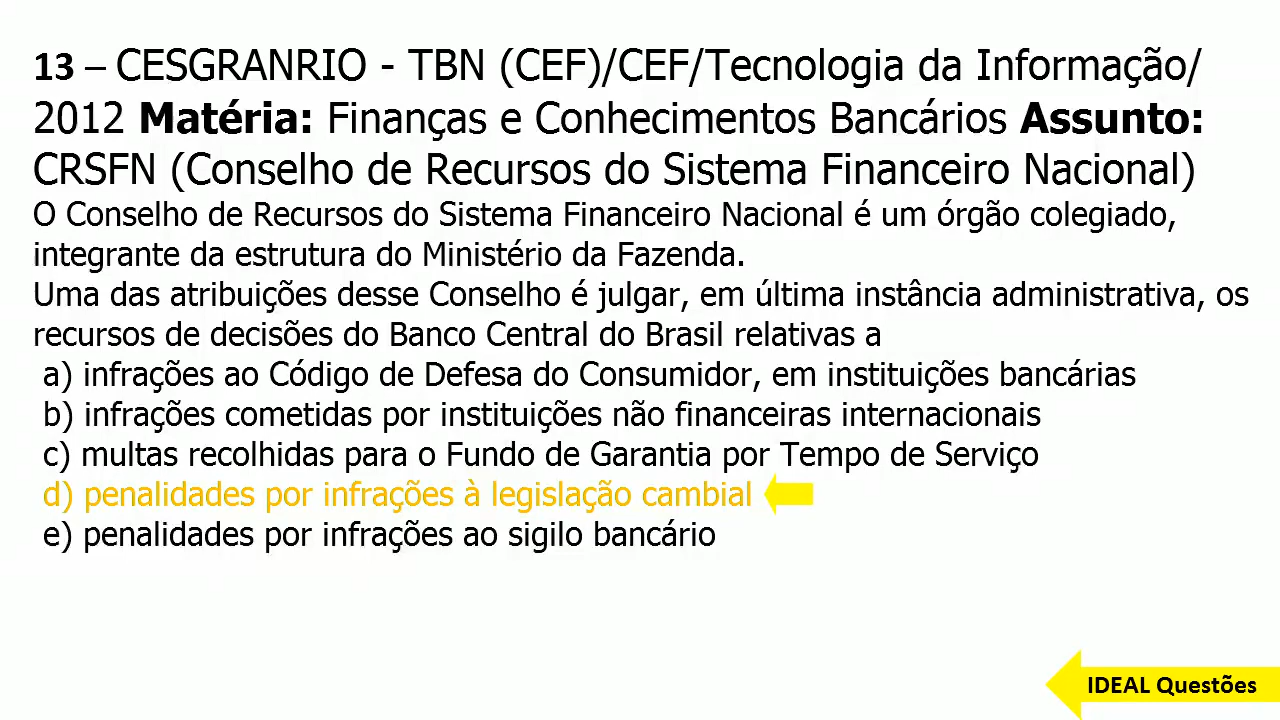 13 – CESGRANRIO - TBN (CEF)/CEF/Tecnologia da Informação/
2012 Matéria: Finanças e Conhecimentos Bancários Assunto:
CRSFN (Conselho de Recursos do Sistema Financeiro Nacional)
O Conselho de Recursos do Sistema Financeiro Nacional é um órgão colegiado,
integrante da estrutura do Ministério da Fazenda.
Uma das atribuições desse Conselho é julgar, em última instância administrativa, os
recursos de decisões do Banco Central do Brasil relativas a
a) infrações ao Código de Defesa do Consumidor, em instituições bancárias
b) infrações cometidas por instituições não financeiras internacionais
c) multas recolhidas para o Fundo de Garantia por Tempo de Serviço
d) penalidades por infrações à legislação cambial
e) penalidades por infrações ao sigilo bancário
IDEAL Questões